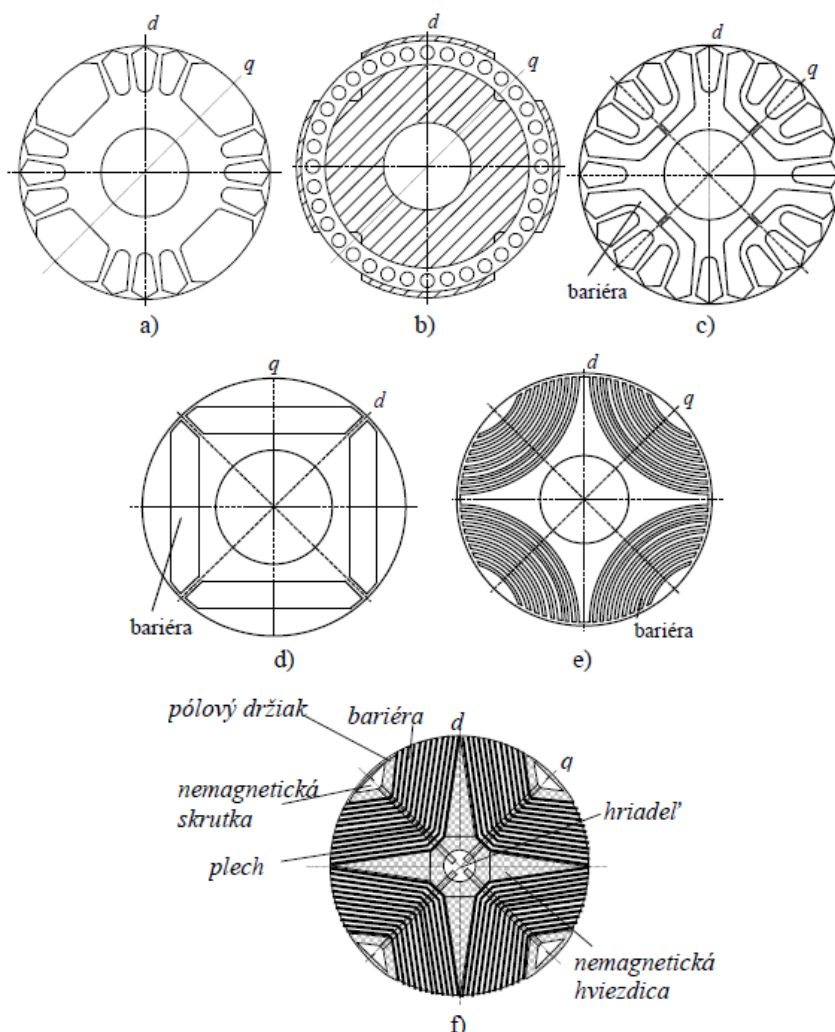 d
q
a)
d
q
b)
d
q
bariéra
c)
q
d
bariéra
d)
d
q
bariéra
e)
pólový držiak
bariéra
d
q
nemagnetická
skrutka
hriadeľ
plech
nemagnetická
hviezdica
f)